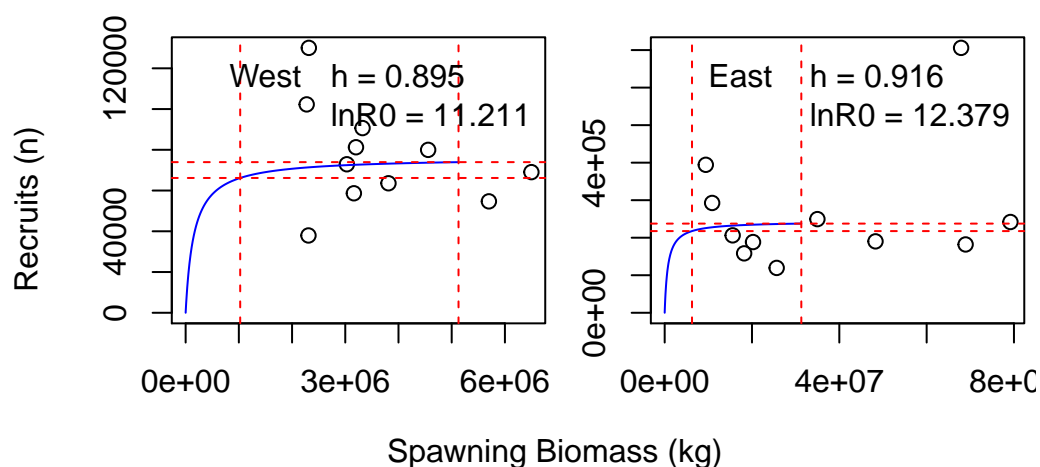 West h = 0.895
lnR0 = 11.211
East h = 0.916
lnR0 = 12.379
Recruits (n)
0 40000 120000
0e+00 3e+06 6e+06
0e+00 4e+05
0e+00 4e+07
Spawning Biomass (kg)